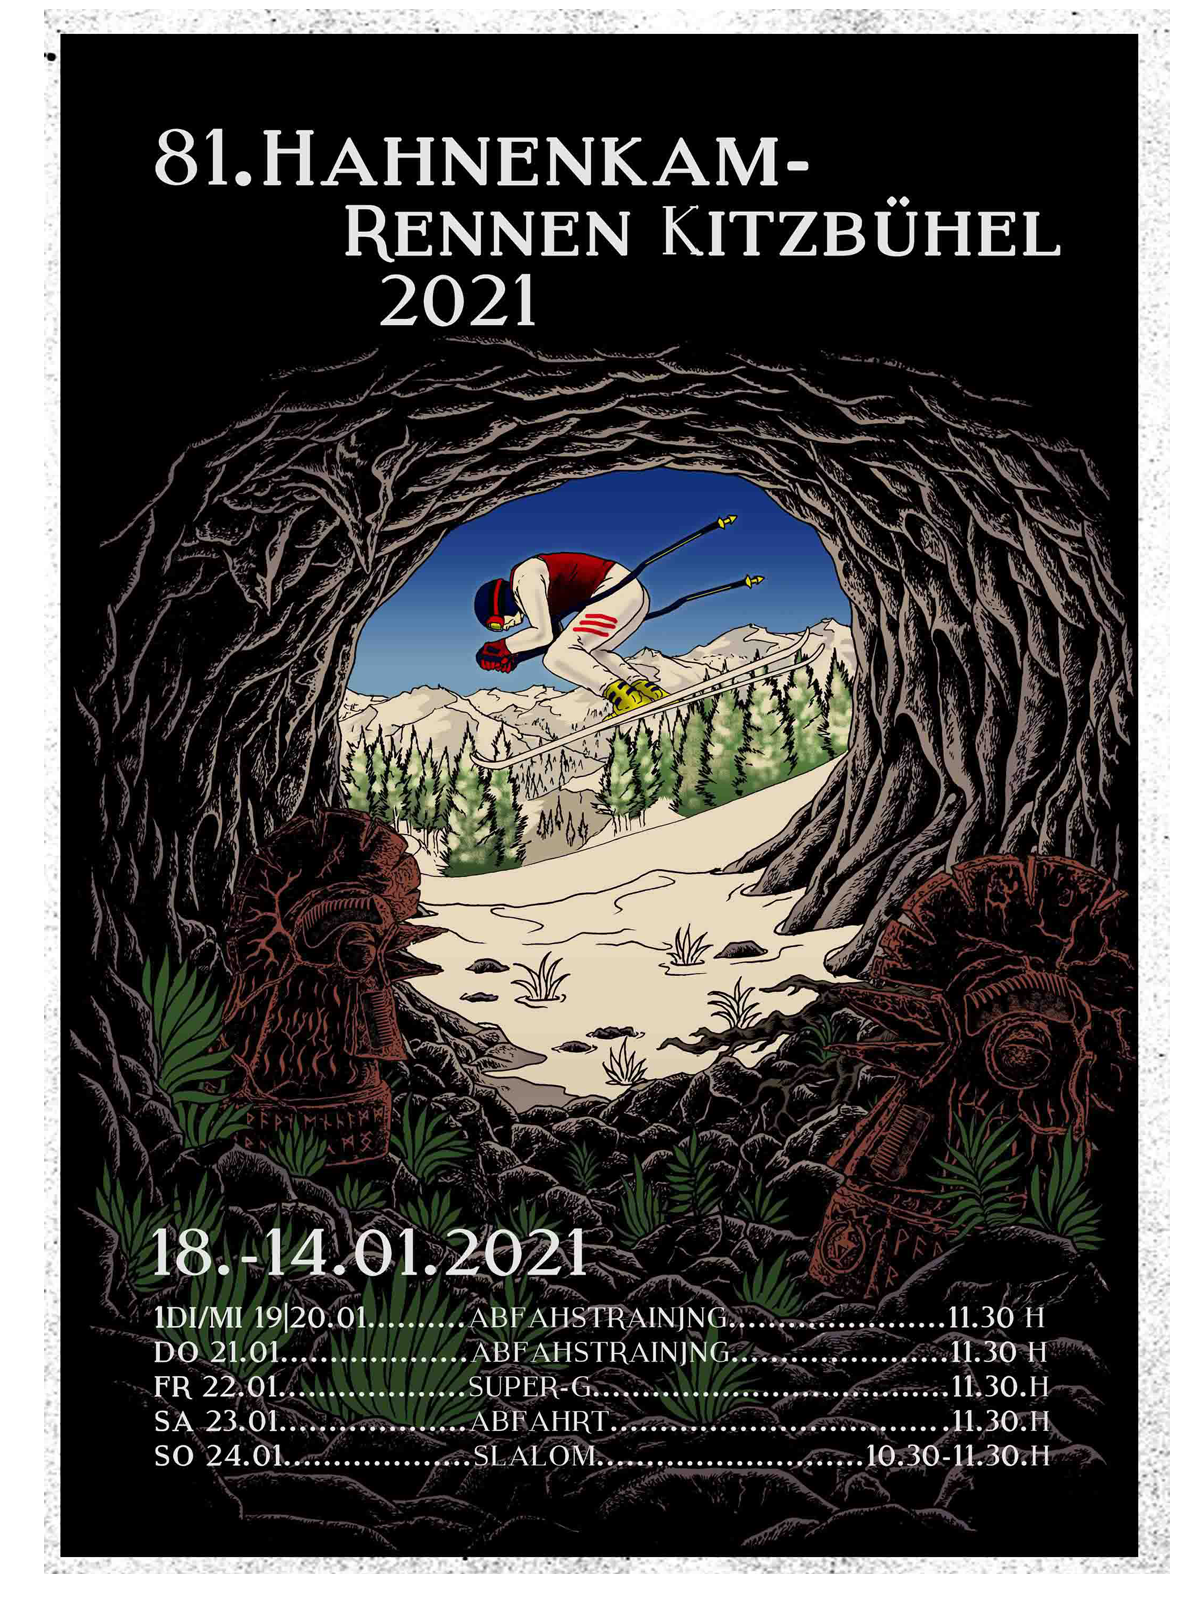 81. HAHNENKAM-
RENNEN KITZBÜHEL
2021
18.-14.01.2021
1DI/MI 19|20.01..........ABFAHSTRAINJNG......................11.30 H
DO 21.01...................ABFAHSTRAINJNG......................11.30 H
FR 22.01...................SUPER-G....................................11.30.H
SA 23.01...................ABFAHRT..................................11.30.H
SO 24.01...................SLALOM...........................10.30-11.30.H